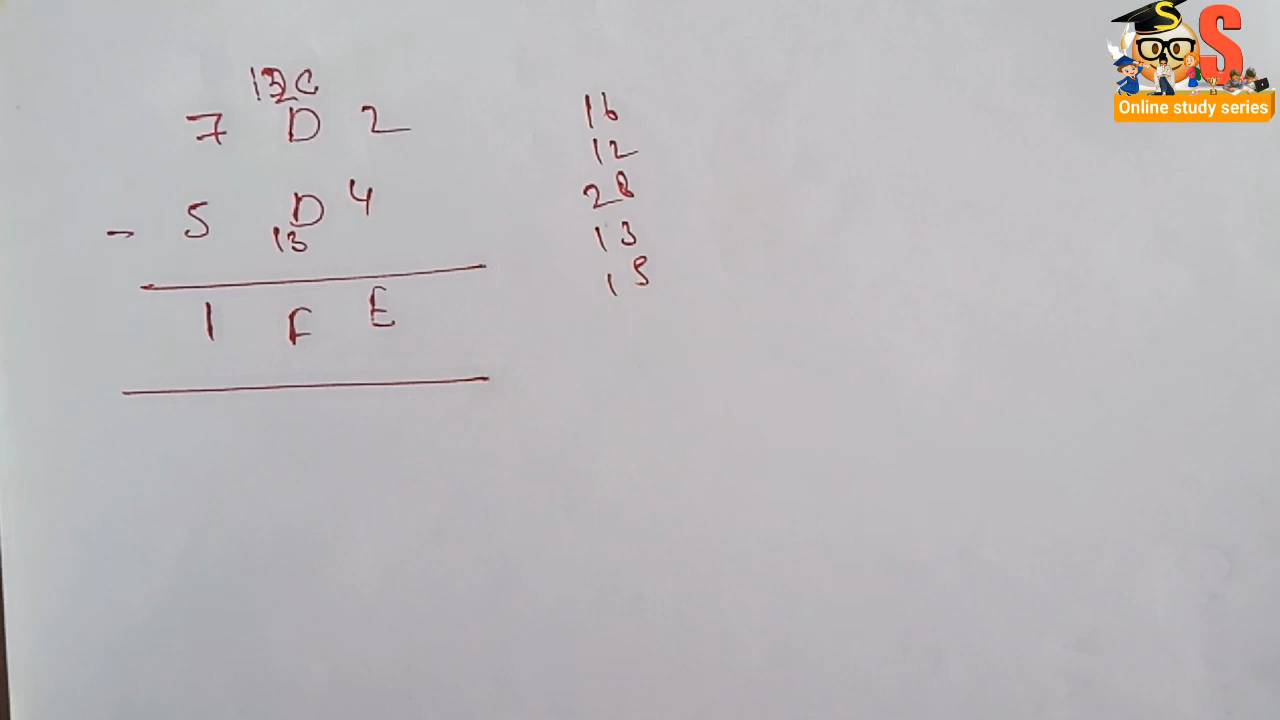 12C
7 D 2
- 5 D 4
13
1 F E
16
12
28
13
15
S
S
Online study series